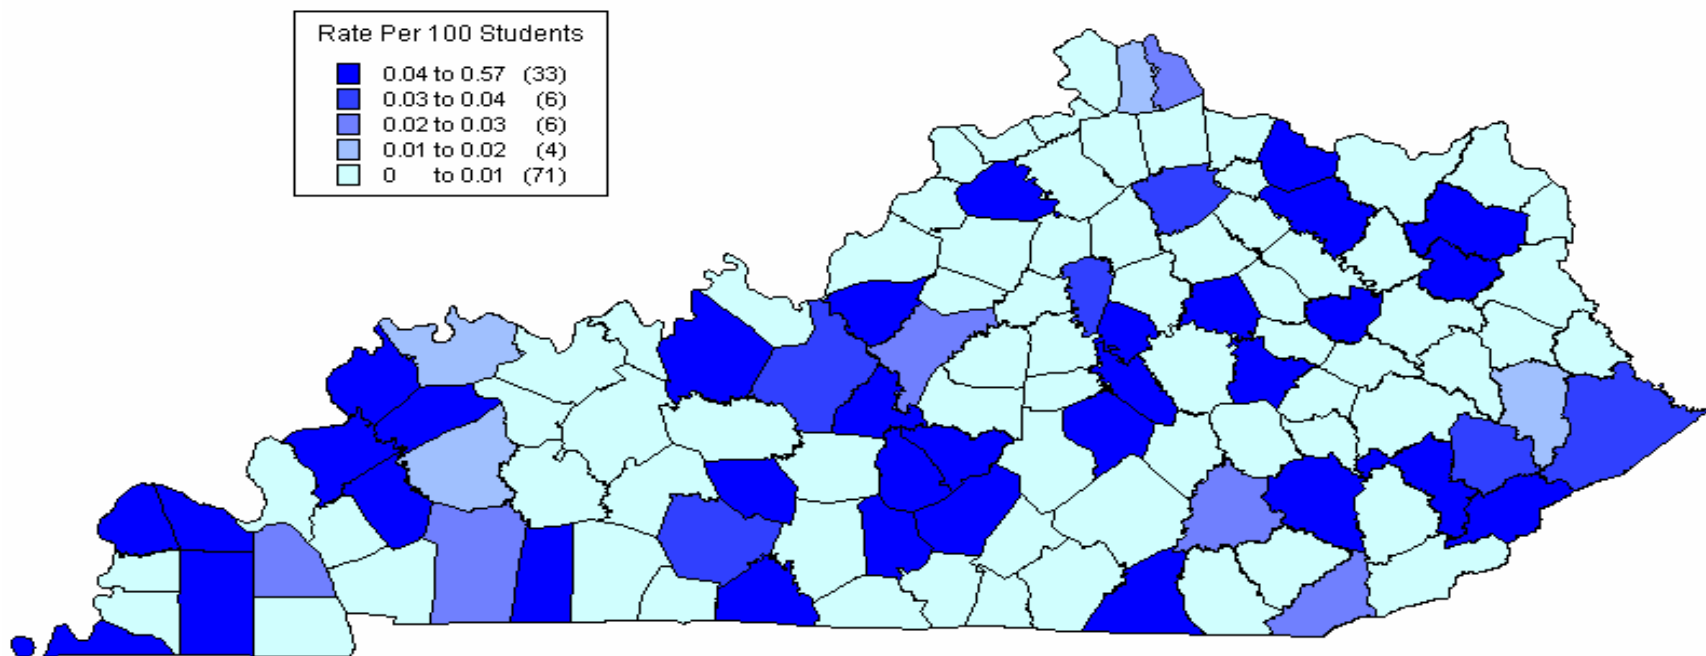 Rate Per 100 Students
0.04 to 0.57 (33)
0.03 to 0.04 (6)
0.02 to 0.03 (6)
0.01 to 0.02 (4)
0 to 0.01 (71)